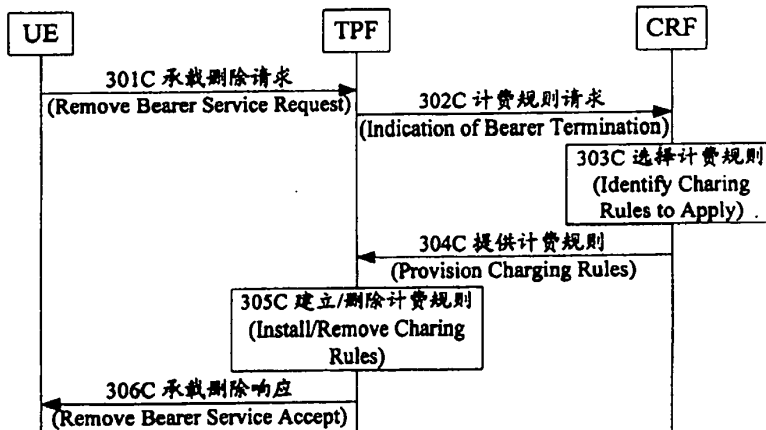 UE
TPF
CRF
301C 承载删除请求
(Remove Bearer Service Request)
302C 计费规则请求
(Indication of Bearer Termination)
303C 选择计费规则
(Identify Charing
Rules to Apply)
304C 提供计费规则
(Provision Charging Rules)
305C 建立/删除计费规则
(Install/Remove Charing
Rules)
306C 承载删除响应
(Remove Bearer Service Accept)